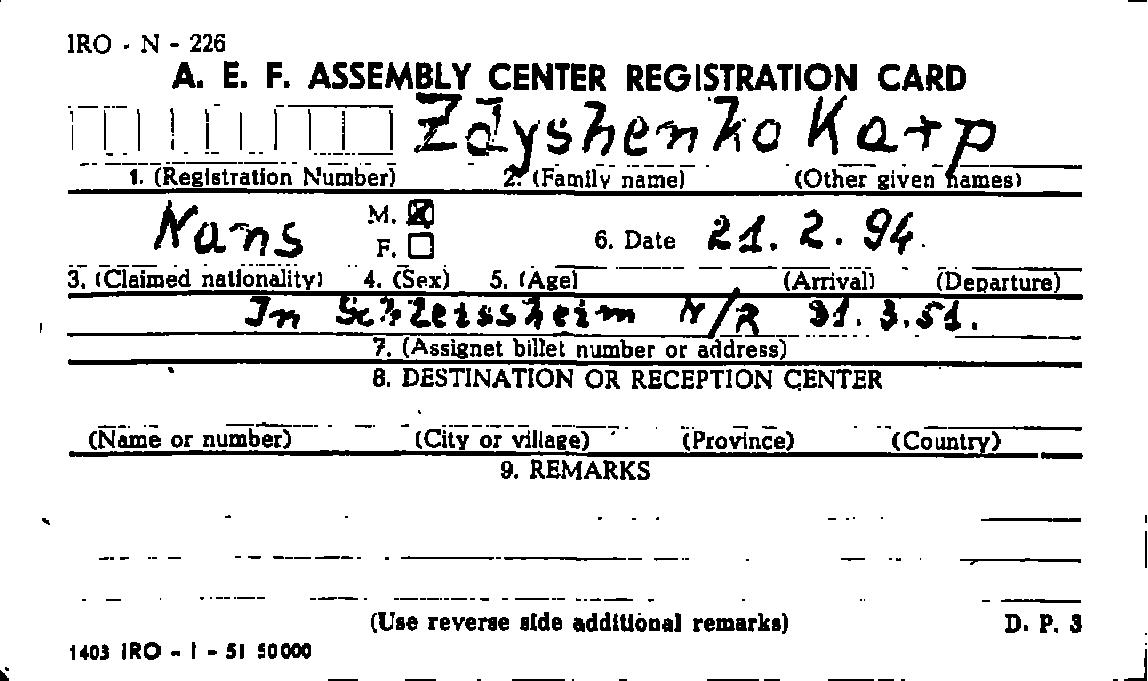 IRO - N - 226
A. E. F. ASSEMBLY CENTER REGISTRATION CARD
Zdyshenko Karp
1. (Registration Number) 2. (Family name) (Other given names)
Nans M. F. 6. Date 21. 2. 94.
3. (Claimed nationality) 4. (Sex) 5. (Age) (Arrival) (Departure)
In Schleissheim N/R 31. 3. 51.
7. (Assignet billet number or address)
8. DESTINATION OR RECEPTION CENTER
(Name or number) (City or village) (Province) (Country)
9. REMARKS
(Use reverse side additional remarks) D. P. 3
1403 IRO - I - 51 50000